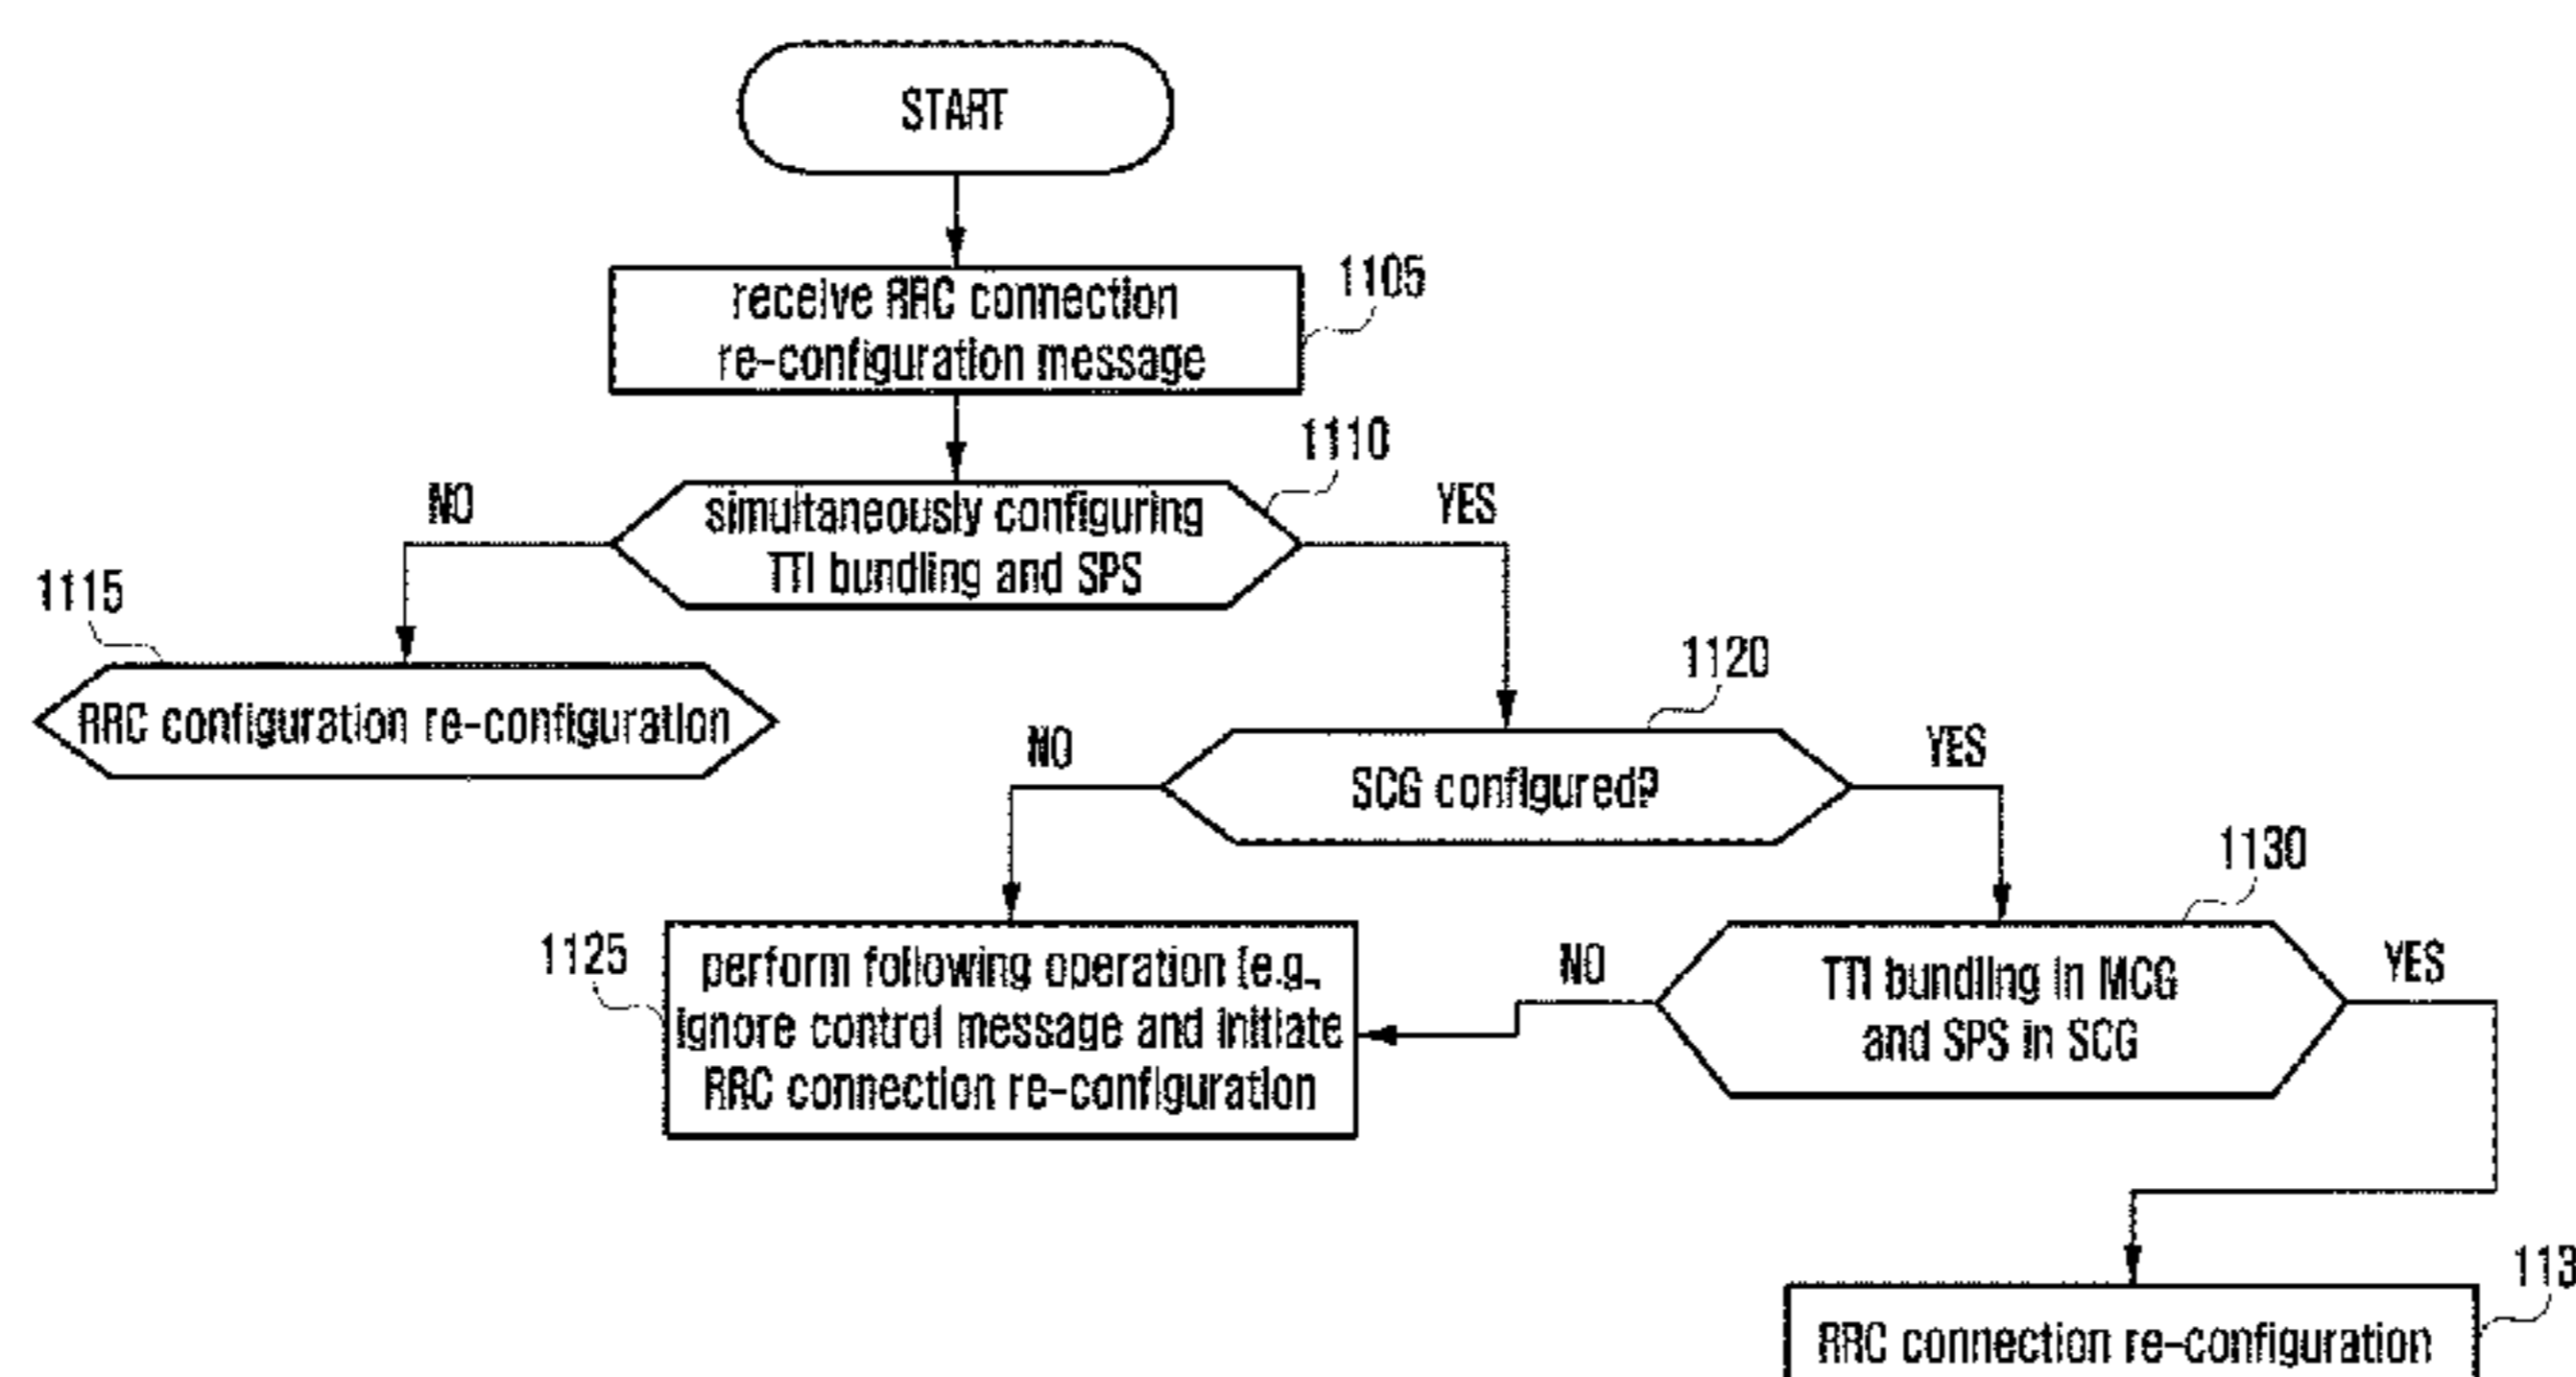 START
receive RRC connection
re-configuration message
1105
1110
NO
simultaneously configuring
TTI bundling and SPS
YES
1115
RRC configuration re-configuration
1120
NO
SCG configured?
YES
1130
1125
perform following operation (e.g.,
ignore control message and initiate
RRC connection re-configuration
NO
TTI bundling in MCG
and SPS in SCG
YES
RRC connection re-configuration